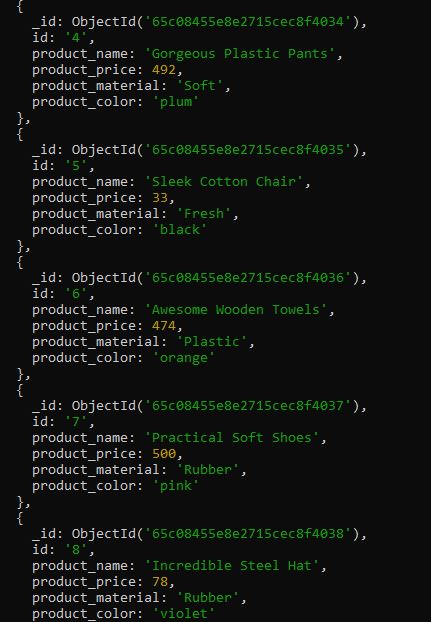 {
_id: ObjectId('65c08455e8e2715cec8f4034'),
id: '4',
product_name: 'Gorgeous Plastic Pants',
product_price: 492,
product_material: 'Soft',
product_color: 'plum'
},
{
_id: ObjectId('65c08455e8e2715cec8f4035'),
id: '5',
product_name: 'Sleek Cotton Chair',
product_price: 33,
product_material: 'Fresh',
product_color: 'black'
},
{
_id: ObjectId('65c08455e8e2715cec8f4036'),
id: '6',
product_name: 'Awesome Wooden Towels',
product_price: 474,
product_material: 'Plastic',
product_color: 'orange'
},
{
_id: ObjectId('65c08455e8e2715cec8f4037'),
id: '7',
product_name: 'Practical Soft Shoes',
product_price: 500,
product_material: 'Rubber',
product_color: 'pink'
},
{
_id: ObjectId('65c08455e8e2715cec8f4038'),
id: '8',
product_name: 'Incredible Steel Hat',
product_price: 78,
product_material: 'Rubber',
product_color: 'violet'